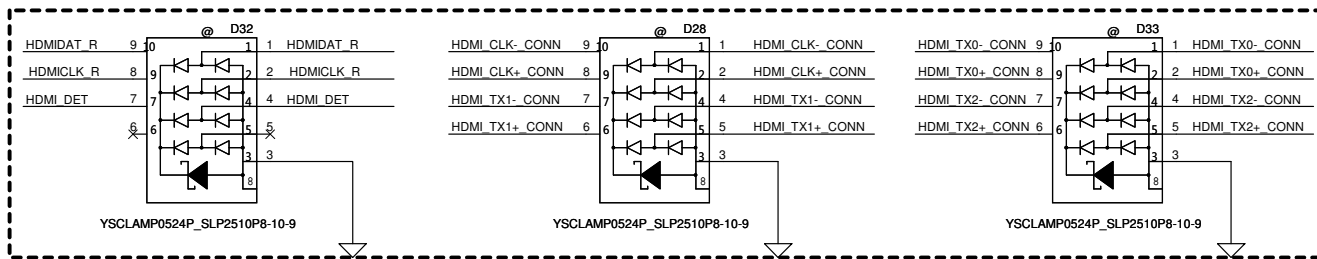 @ D32
HDMIDAT_R 9 10 1 1 HDMIDAT_R
HDMICLK_R 8 9 2 2 HDMICLK_R
HDMI_DET 7 7 4 4 HDMI_DET
6 6 5 5
3 3
8
YSCLAMP0524P_SLP2510P8-10-9
@ D28
HDMI_CLK-_CONN 9 10 1 1 HDMI_CLK-_CONN
HDMI_CLK+_CONN 8 9 2 2 HDMI_CLK+_CONN
HDMI_TX1-_CONN 7 7 4 4 HDMI_TX1-_CONN
HDMI_TX1+_CONN 6 6 5 5 HDMI_TX1+_CONN
3 3
8
YSCLAMP0524P_SLP2510P8-10-9
@ D33
HDMI_TX0-_CONN 9 10 1 1 HDMI_TX0-_CONN
HDMI_TX0+_CONN 8 9 2 2 HDMI_TX0+_CONN
HDMI_TX2-_CONN 7 7 4 4 HDMI_TX2-_CONN
HDMI_TX2+_CONN 6 6 5 5 HDMI_TX2+_CONN
3 3
8
YSCLAMP0524P_SLP2510P8-10-9